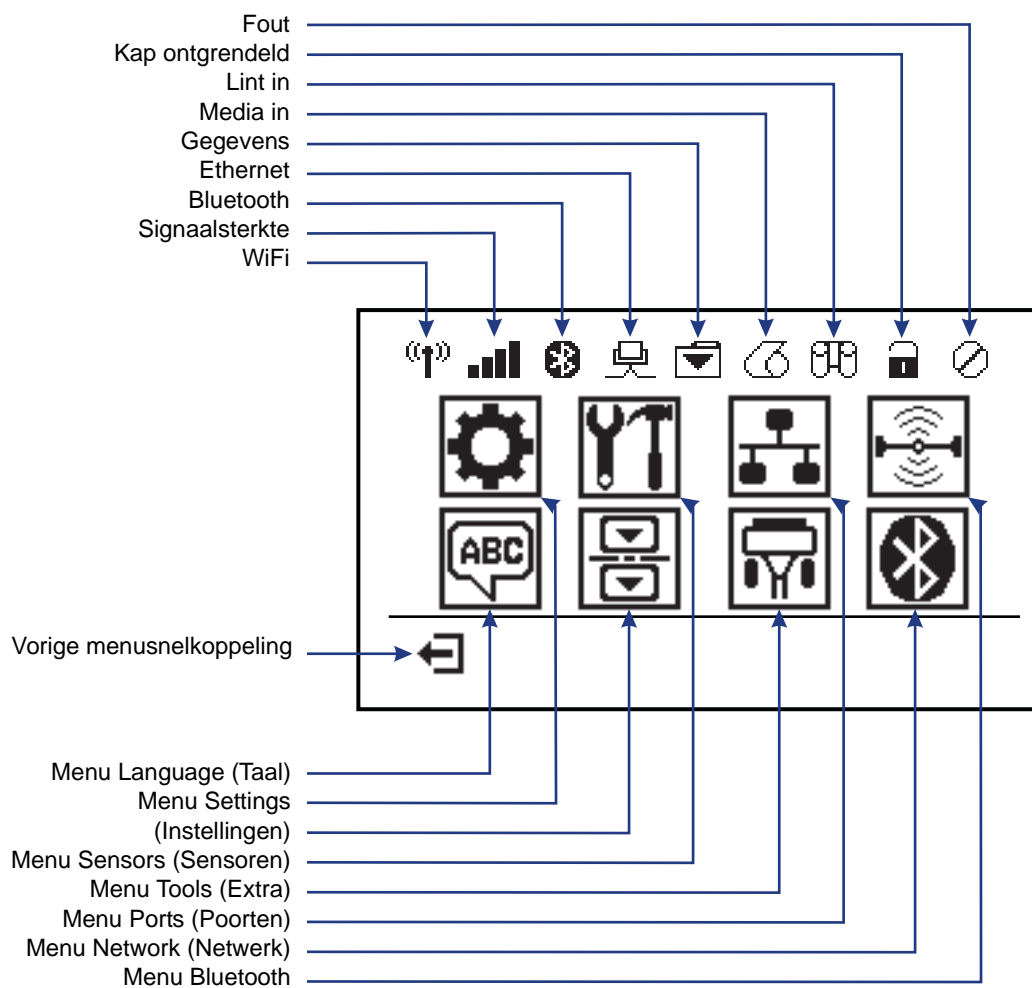 Fout
Kap ontgrendeld
Lint in
Media in
Gegevens
Ethernet
Bluetooth
Signaalsterkte
WiFi
ABC
Vorige menusnelkoppeling
Menu Language (Taal)
Menu Settings
(Instellingen)
Menu Sensors (Sensoren)
Menu Tools (Extra)
Menu Ports (Poorten)
Menu Network (Netwerk)
Menu Bluetooth